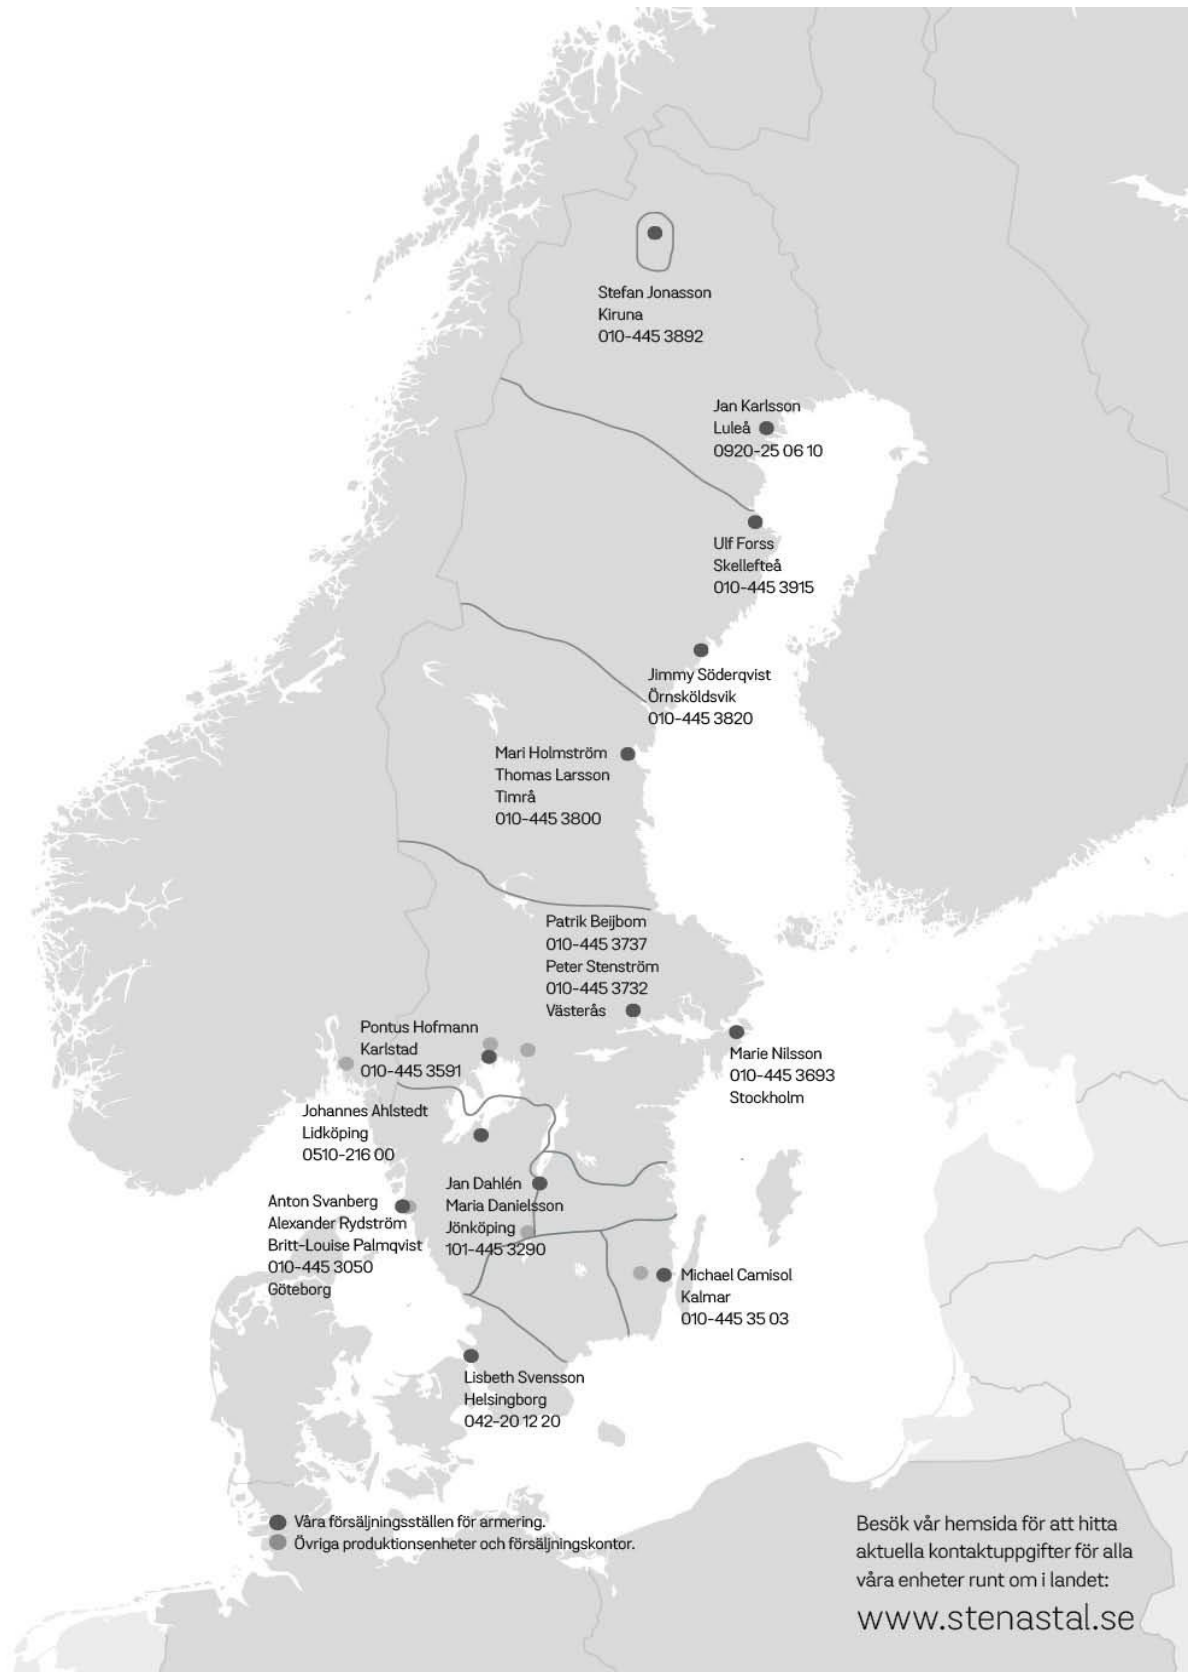 Stefan Jonasson
Kiruna
010-445 3892
Jan Karlsson
Luleå
0920-25 06 10
Ulf Forss
Skellefteå
010-445 3915
Jimmy Söderqvist
Örnsköldsvik
010-445 3820
Mari Holmström
Thomas Larsson
Timrå
010-445 3800
Patrik Beijbom
010-445 3737
Peter Stenström
010-445 3732
Västerås
Pontus Hofmann
Karlstad
010-445 3591
Marie Nilsson
010-445 3693
Stockholm
Johannes Ahlstedt
Lidköping
0510-216 00
Jan Dahlén
Maria Danielsson
Jönköping
101-445 3290
Anton Svanberg
Alexander Rydström
Britt-Louise Palmqvist
010-445 3050
Göteborg
Michael Camisol
Kalmar
010-445 35 03
Lisbeth Svensson
Helsingborg
042-20 12 20
Våra försäljningsställen för armering.
Övriga produktionsenheter och försäljningskontor.
Besök vår hemsida för att hitta
aktuella kontaktuppgifter för alla
våra enheter runt om i landet:
www.stenastal.se